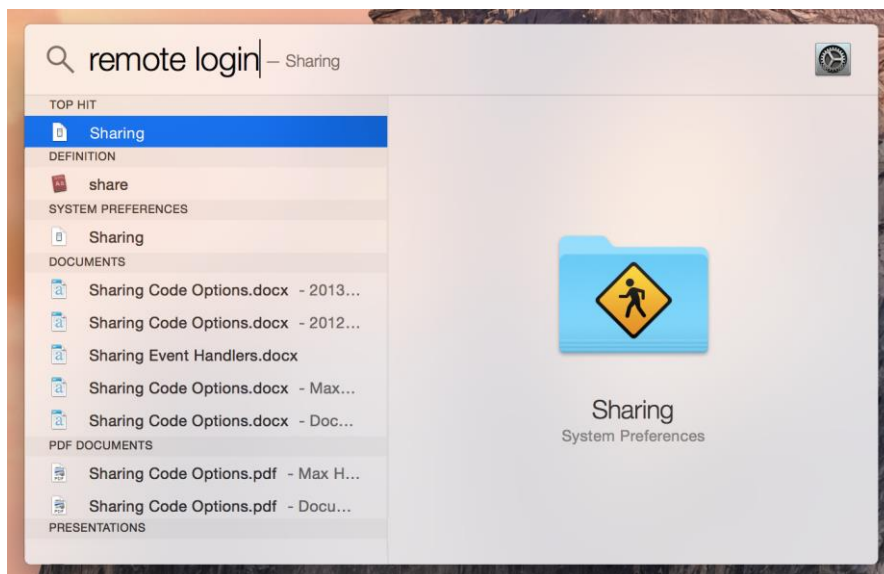 remote login — Sharing
TOP HIT
Sharing
DEFINITION
share
SYSTEM PREFERENCES
Sharing
DOCUMENTS
Sharing Code Options.docx - 2013...
Sharing Code Options.docx - 2012...
Sharing Event Handlers.docx
Sharing Code Options.docx - Max...
Sharing Code Options.docx - Doc...
PDF DOCUMENTS
Sharing Code Options.pdf - Max H...
Sharing Code Options.pdf - Docu...
PRESENTATIONS
Sharing
System Preferences